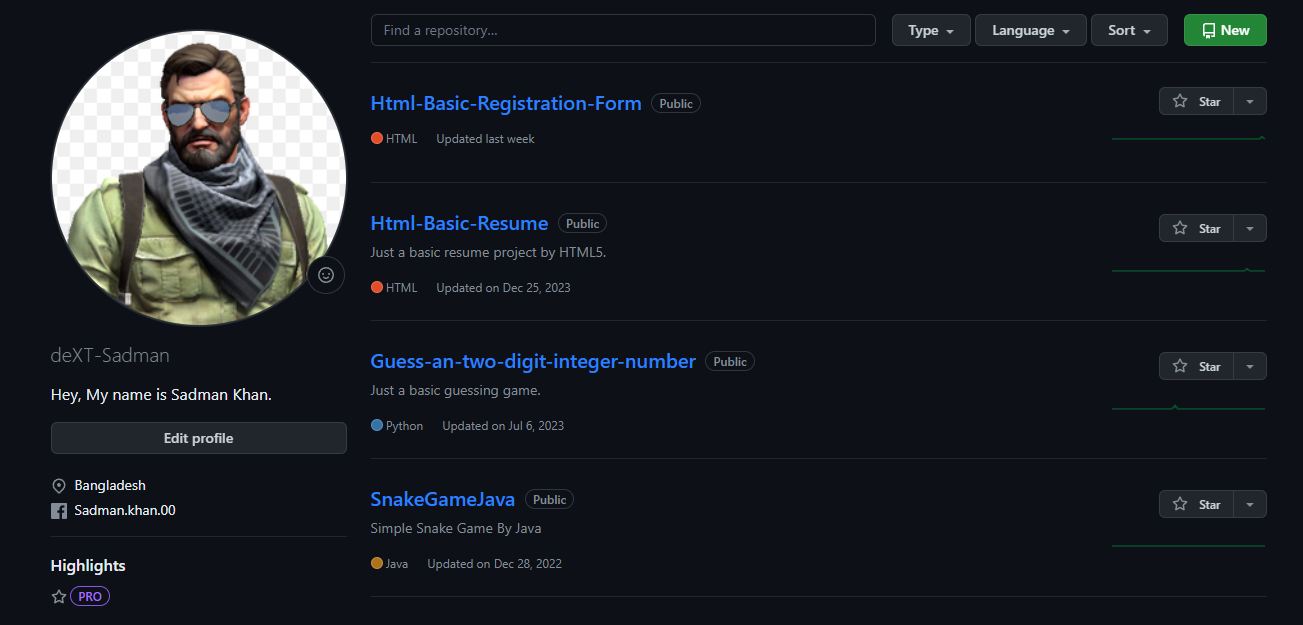 Find a repository...
Type
Language
Sort
New
Html-Basic-Registration-Form Public
Star
HTML Updated last week
Html-Basic-Resume Public
Star
Just a basic resume project by HTML5.
HTML Updated on Dec 25, 2023
Guess-an-two-digit-integer-number Public
Star
Just a basic guessing game.
Python Updated on Jul 6, 2023
SnakeGameJava Public
Star
Simple Snake Game By Java
Java Updated on Dec 28, 2022
deXT-Sadman
Hey, My name is Sadman Khan.
Edit profile
Bangladesh
Sadman.khan.00
Highlights
PRO